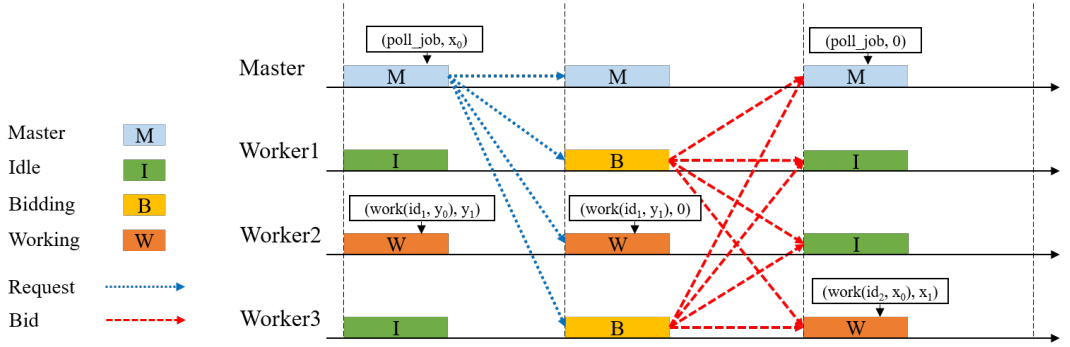 (poll_job, x₀)
(poll_job, 0)
Master
M
M
M
Master
M
Idle
I
Bidding
B
Working
W
Request
Bid
Worker1
I
B
I
(work(id₁, y₀), y₁)
(work(id₁, y₁), 0)
Worker2
W
W
I
(work(id₂, x₀), x₁)
Worker3
I
B
W